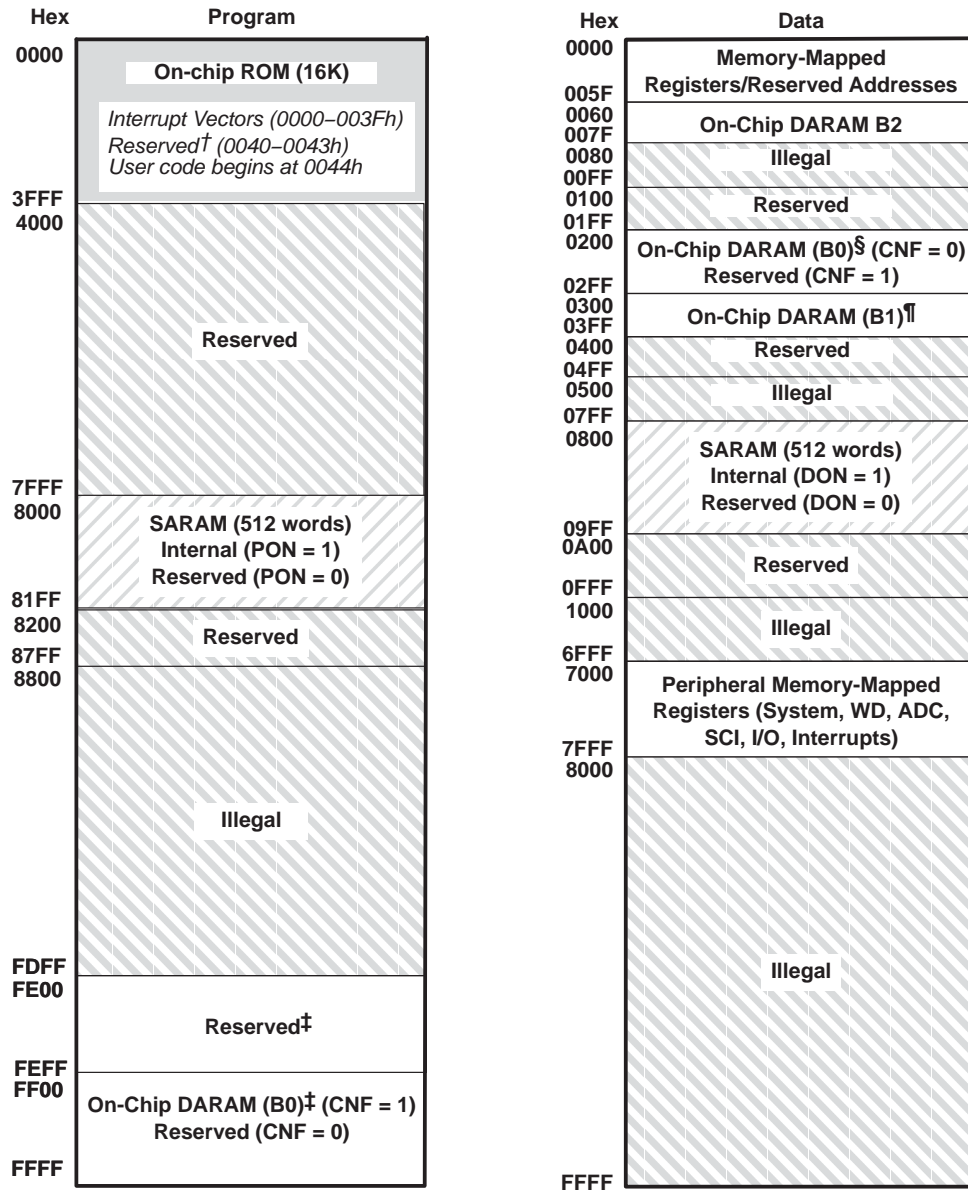 Hex Program
0000
On-chip ROM (16K)
Interrupt Vectors (0000–003Fh)
Reserved† (0040–0043h)
User code begins at 0044h
3FFF
4000
Reserved
7FFF
8000
SARAM (512 words)
Internal (PON = 1)
Reserved (PON = 0)
81FF
8200
Reserved
87FF
8800
Illegal
FDFF
FE00
Reserved‡
FEFF
FF00
On-Chip DARAM (B0)‡ (CNF = 1)
Reserved (CNF = 0)
FFFF
Hex Data
0000
Memory-Mapped
Registers/Reserved Addresses
005F
0060
On-Chip DARAM B2
007F
0080
Illegal
00FF
0100
Reserved
01FF
0200
On-Chip DARAM (B0)§ (CNF = 0)
Reserved (CNF = 1)
02FF
0300
On-Chip DARAM (B1)¶
03FF
0400
Reserved
04FF
0500
Illegal
07FF
0800
SARAM (512 words)
Internal (DON = 1)
Reserved (DON = 0)
09FF
0A00
Reserved
0FFF
1000
Illegal
6FFF
7000
Peripheral Memory-Mapped
Registers (System, WD, ADC,
SCI, I/O, Interrupts)
7FFF
8000
Illegal
FFFF